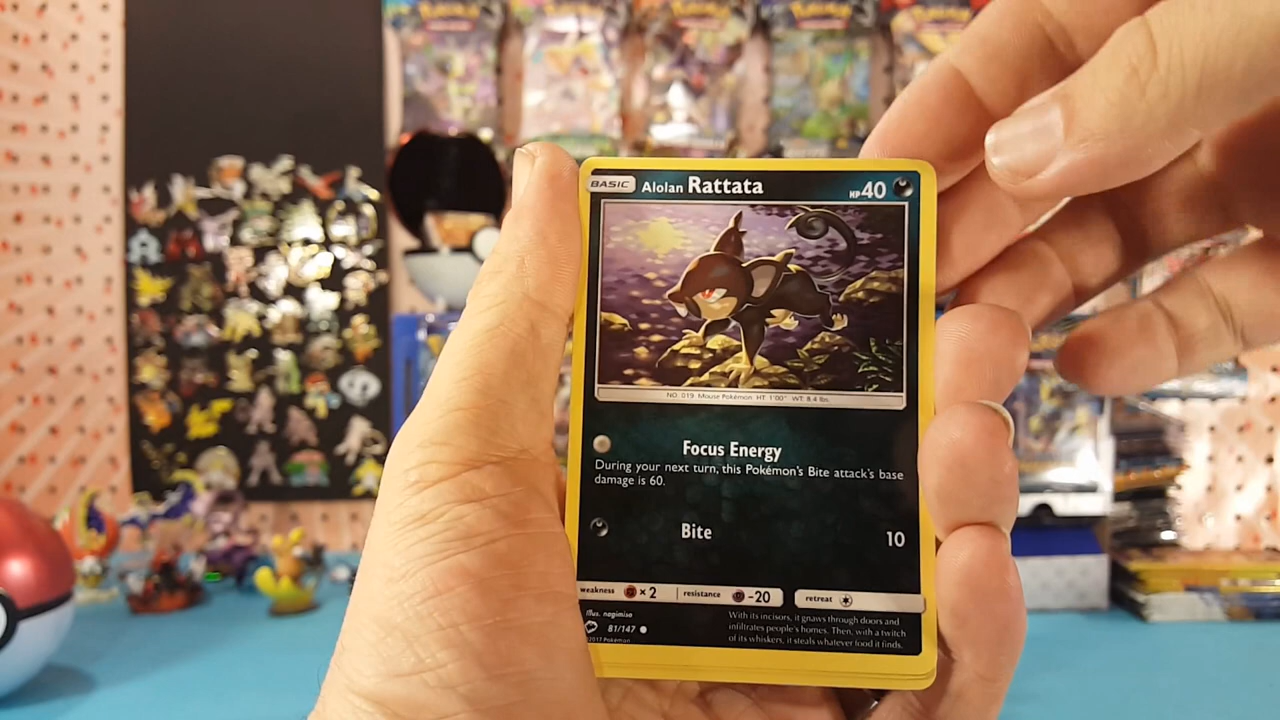 BASIC Alolan Rattata HP 40
NO. 019 Mouse Pokémon HT: 1'00" WT: 8.4 lbs.
Focus Energy
During your next turn, this Pokémon's Bite attack's base
damage is 60.
Bite 10
weakness × 2 resistance -20 retreat
Illus. nagimiso
81/147
©2017 Pokémon
With its incisors, it gnaws through doors and
infiltrates people's homes. Then, with a twitch
of its whiskers, it steals whatever food it finds.